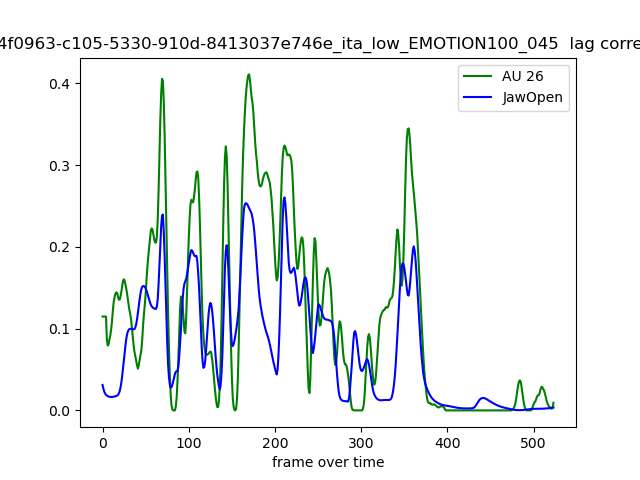 4f0963-c105-5330-910d-8413037e746e_ita_low_EMOTION100_045 lag corre
AU 26
JawOpen
0.4
0.3
0.2
0.1
0.0
0 100 200 300 400 500
frame over time